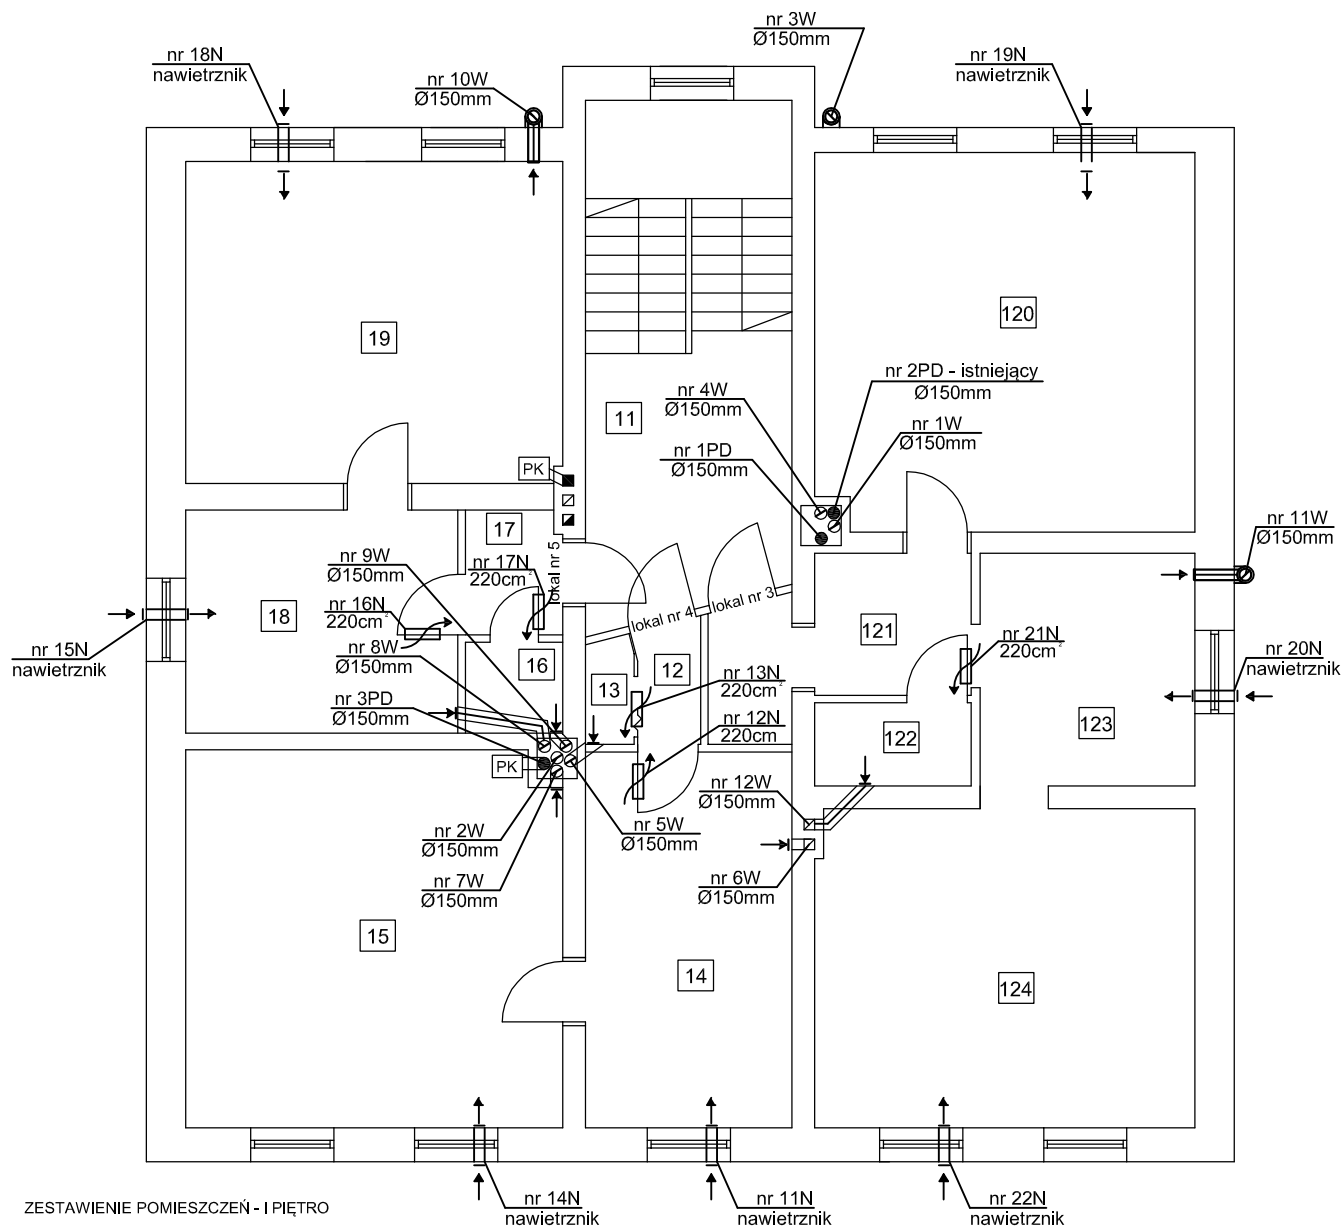 nr 3W
Ø150mm
nr 18N
nawietrznik
nr 10W
Ø150mm
nr 19N
nawietrznik
19
120
11
nr 2PD - istniejący
Ø150mm
nr 4W
Ø150mm
nr 1W
Ø150mm
nr 1PD
Ø150mm
PK
17
nr 11W
Ø150mm
nr 9W
Ø150mm
nr 17N
220cm²
lokal nr 5
nr 16N
220cm²
18
lokal nr 4
lokal nr 3
121
nr 21N
220cm²
nr 15N
nawietrznik
nr 8W
Ø150mm
16
12
13
nr 13N
220cm²
nr 20N
nawietrznik
nr 3PD
Ø150mm
nr 12N
220cm²
122
123
PK
nr 12W
Ø150mm
nr 2W
Ø150mm
nr 5W
Ø150mm
nr 7W
Ø150mm
nr 6W
Ø150mm
15
14
124
ZESTAWIENIE POMIESZCZEŃ - I PIĘTRO
nr 14N
nawietrznik
nr 11N
nawietrznik
nr 22N
nawietrznik